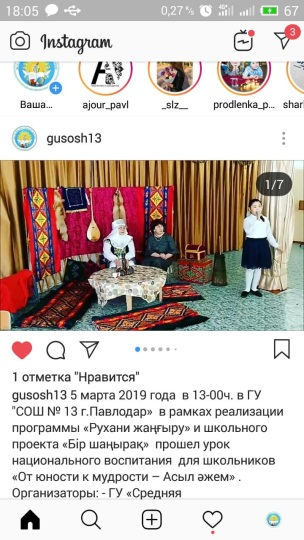 18:05 0,27% 4G 67
Instagram 3
Ваша... ajour_pavl _slz_ prodlenka_p... shar
gusosh13
1/7
1 отметка "Нравится"
gusosh13 5 марта 2019 года в 13-00ч. в ГУ
"СОШ № 13 г.Павлодар» в рамках реализации
программы «Рухани жаңғыру» и школьного
проекта «Бір шаңырақ» прошел урок
национального воспитания для школьников
«От юности к мудрости – Асыл әжем» .
Организаторы: - ГУ «Средняя